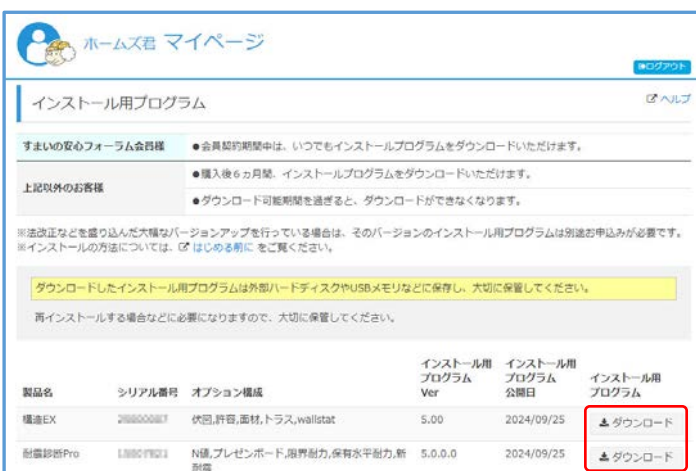 ホームズ君 マイページ
ログアウト
インストール用プログラム
ヘルプ
すまいの安心フォーラム会員様
●会員契約期間中は、いつでもインストールプログラムをダウンロードいただけます。
上記以外のお客様
●購入後6ヵ月間、インストールプログラムをダウンロードいただけます。
●ダウンロード可能期間を過ぎると、ダウンロードができなくなります。
※法改正などを盛り込んだ大幅なバージョンアップを行っている場合は、そのバージョンのインストール用プログラムは別途お申込みが必要です。
※インストールの方法については、はじめる前に をご覧ください。
ダウンロードしたインストール用プログラムは外部ハードディスクやUSBメモリなどに保存し、大切に保管してください。
再インストールする場合などに必要になりますので、大切に保管してください。
製品名
シリアル番号
オプション構成
インストール用
プログラム
Ver
インストール用
プログラム
公開日
インストール用
プログラム
構造EX
伏図,許容,面材,トラス,wallstat
5.00
2024/09/25
ダウンロード
耐震診断Pro
N値,プレゼンボード,限界耐力,保有水平耐力,新
耐震
5.0.0.0
2024/09/25
ダウンロード